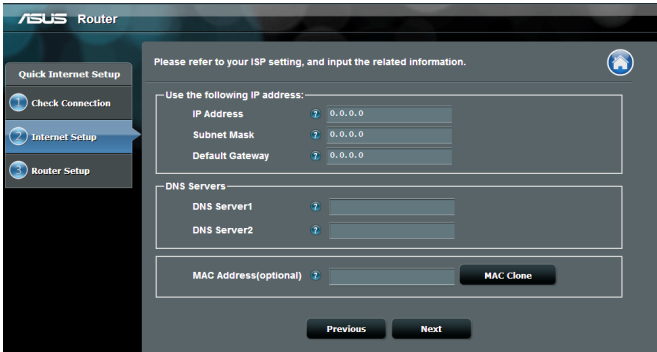 ASUS Router
Quick Internet Setup
1 Check Connection
2 Internet Setup
3 Router Setup
Please refer to your ISP setting, and input the related information.
Use the following IP address:
IP Address ? 0.0.0.0
Subnet Mask ? 0.0.0.0
Default Gateway ? 0.0.0.0
DNS Servers
DNS Server1 ?
DNS Server2 ?
MAC Address(optional) ? MAC Clone
Previous Next